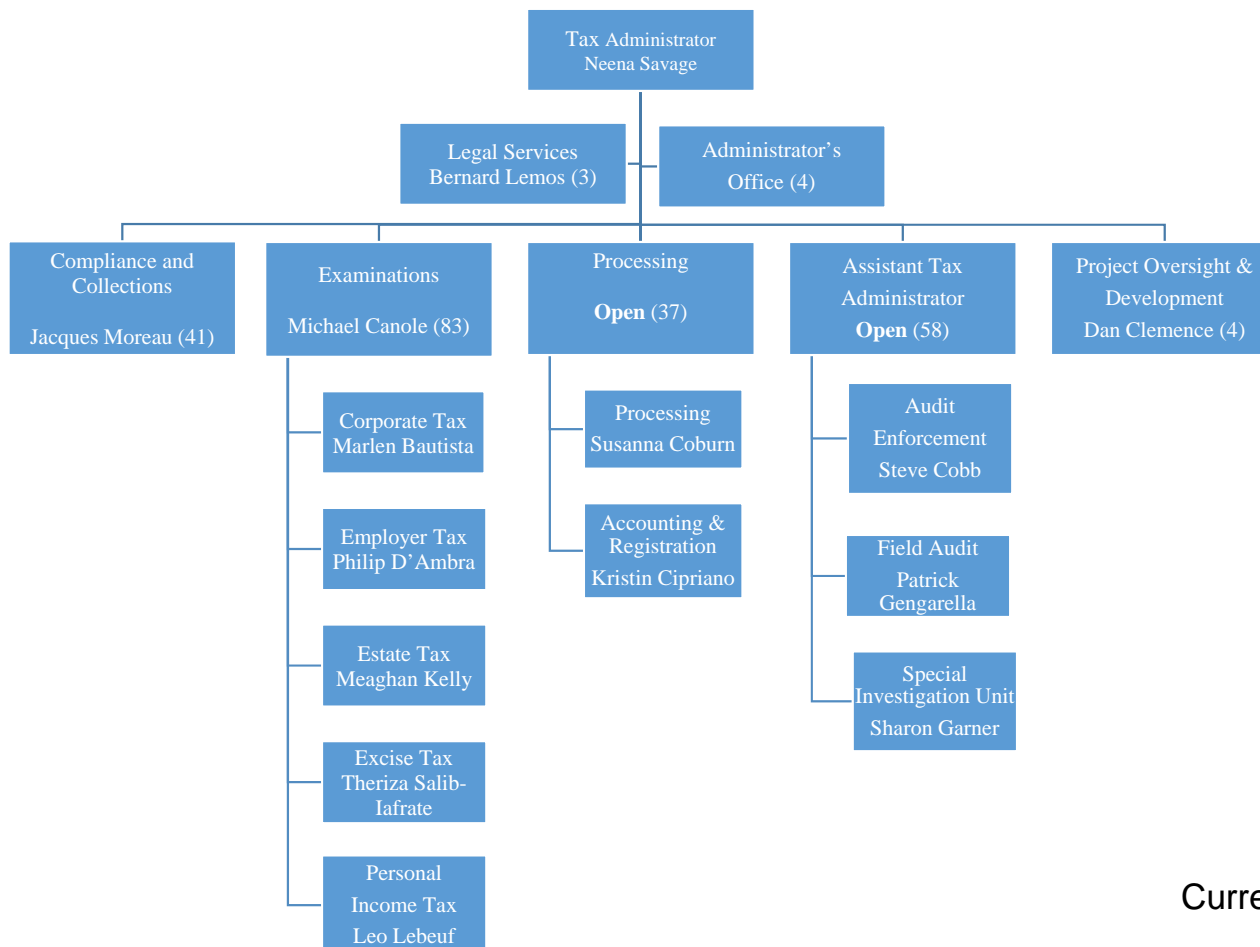 Tax Administrator
Neena Savage
Legal Services
Bernard Lemos (3)
Administrator’s
Office (4)
Compliance and
Collections
Jacques Moreau (41)
Examinations
Michael Canole (83)
Processing
Open (37)
Assistant Tax
Administrator
Open (58)
Project Oversight &
Development
Dan Clemence (4)
Corporate Tax
Marlen Bautista
Employer Tax
Philip D’Ambra
Estate Tax
Meaghan Kelly
Excise Tax
Theriza Salib-
Iafrate
Personal
Income Tax
Leo Lebeuf
Processing
Susanna Coburn
Accounting &
Registration
Kristin Cipriano
Audit
Enforcement
Steve Cobb
Field Audit
Patrick
Gengarella
Special
Investigation Unit
Sharon Garner
Curre